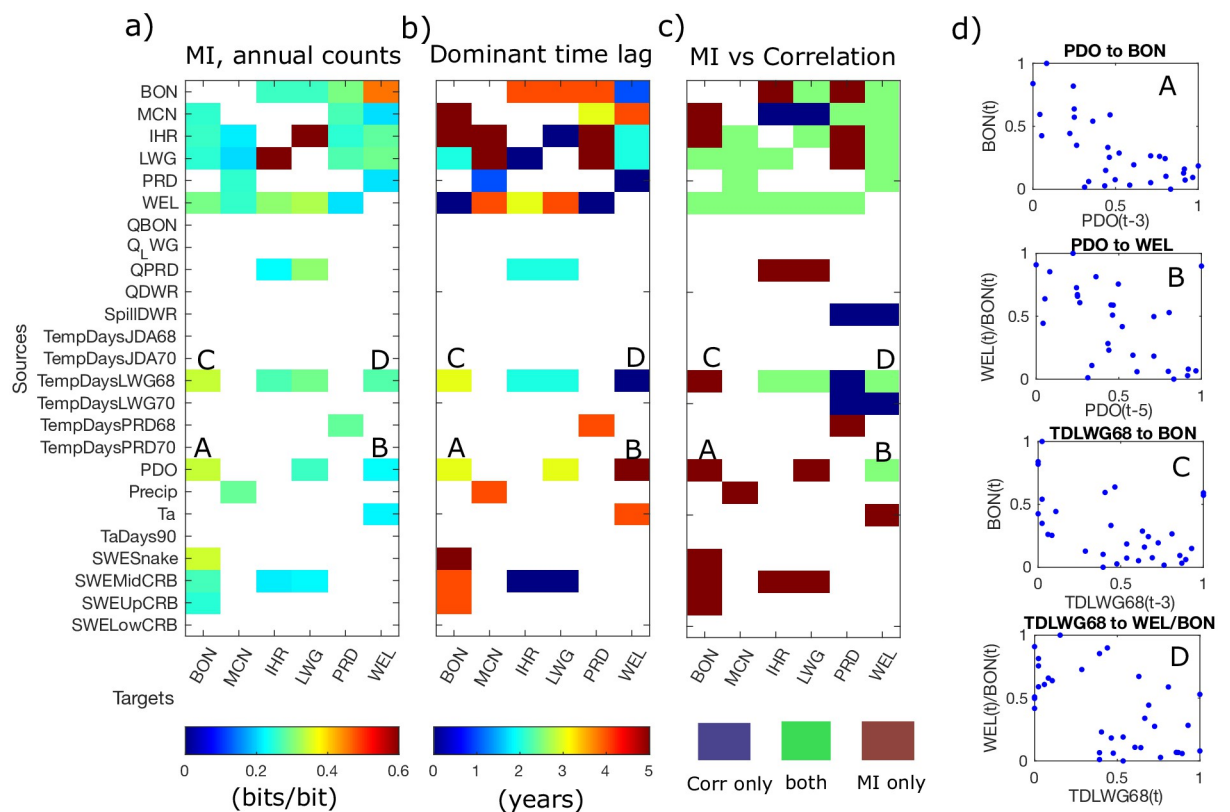 a)
MI, annual counts
b)
Dominant time lag
c)
MI vs Correlation
d)
Sources
BON
MCN
IHR
LWG
PRD
WEL
QBON
Q_LWG
QPRD
QDWR
SpillDWR
TempDaysJDA68
TempDaysJDA70
TempDaysLWG68
TempDaysLWG70
TempDaysPRD68
TempDaysPRD70
PDO
Precip
Ta
TaDays90
SWESnake
SWEMidCRB
SWEUpCRB
SWELowCRB
C D
A B
C D
A B
C D
A B
BON MCN IHR LWG PRD WEL
BON MCN IHR LWG PRD WEL
BON MCN IHR LWG PRD WEL
Targets
0 0.2 0.4 0.6
(bits/bit)
0 1 2 3 4 5
(years)
Corr only
both
MI only
PDO to BON
A
BON(t)
1
0.5
0
0 0.5 1
PDO(t-3)
PDO to WEL
B
WEL(t)/BON(t)
1
0.5
0
0 0.5 1
PDO(t-5)
TDLWG68 to BON
C
BON(t)
1
0.5
0
0 0.5 1
TDLWG68(t-3)
TDLWG68 to WEL/BON
D
WEL(t)/BON(t)
1
0.5
0
0 0.5 1
TDLWG68(t)